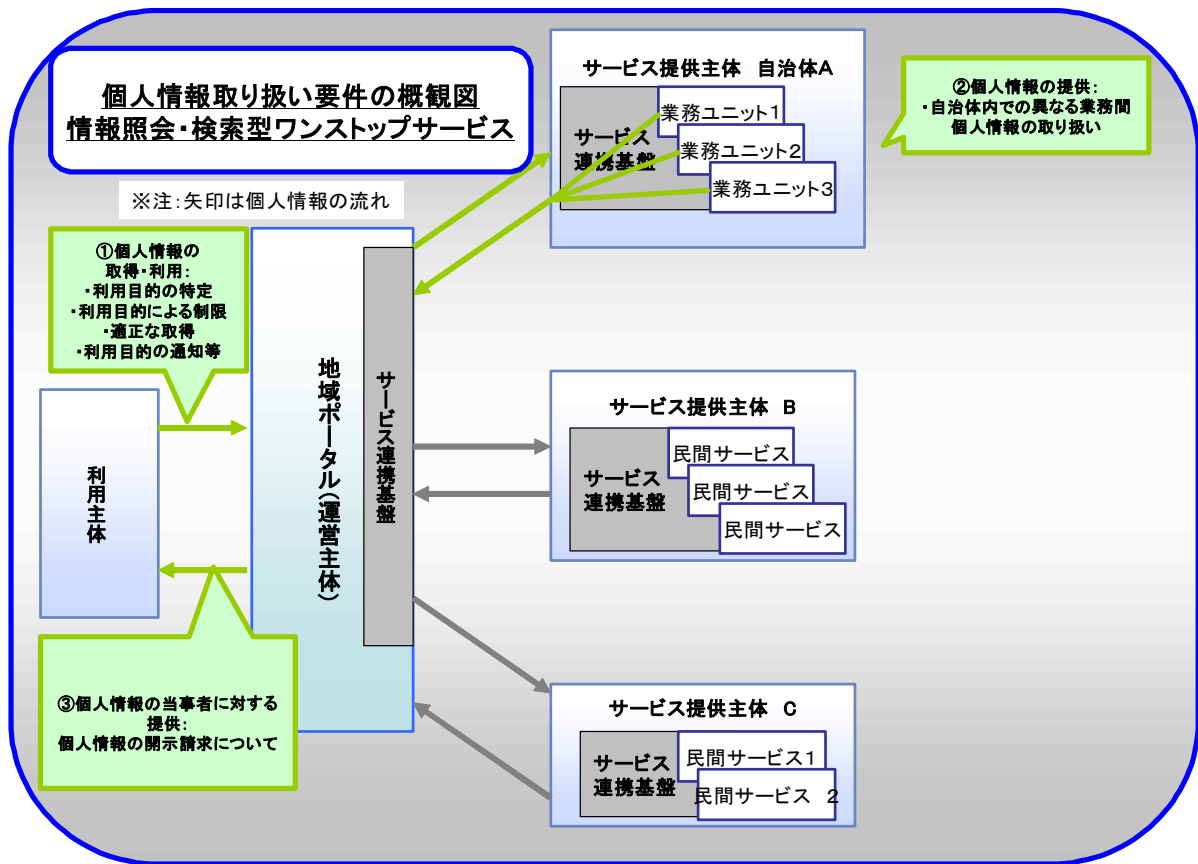 個人情報取り扱い要件の概観図
情報照会・検索型ワンストップサービス
※注：矢印は個人情報の流れ
①個人情報の
取得・利用：
・利用目的の特定
・利用目的による制限
・適正な取得
・利用目的の通知等
利用主体
③個人情報の当事者に対する
提供：
個人情報の開示請求について
地域ポータル(運営主体)
サービス連携基盤
サービス提供主体　自治体A
サービス
連携基盤
業務ユニット1
業務ユニット2
業務ユニット3
②個人情報の提供：
・自治体内での異なる業務間
個人情報の取り扱い
サービス提供主体　B
サービス
連携基盤
民間サービス
民間サービス
民間サービス
サービス提供主体　C
サービス
連携基盤
民間サービス1
民間サービス　2